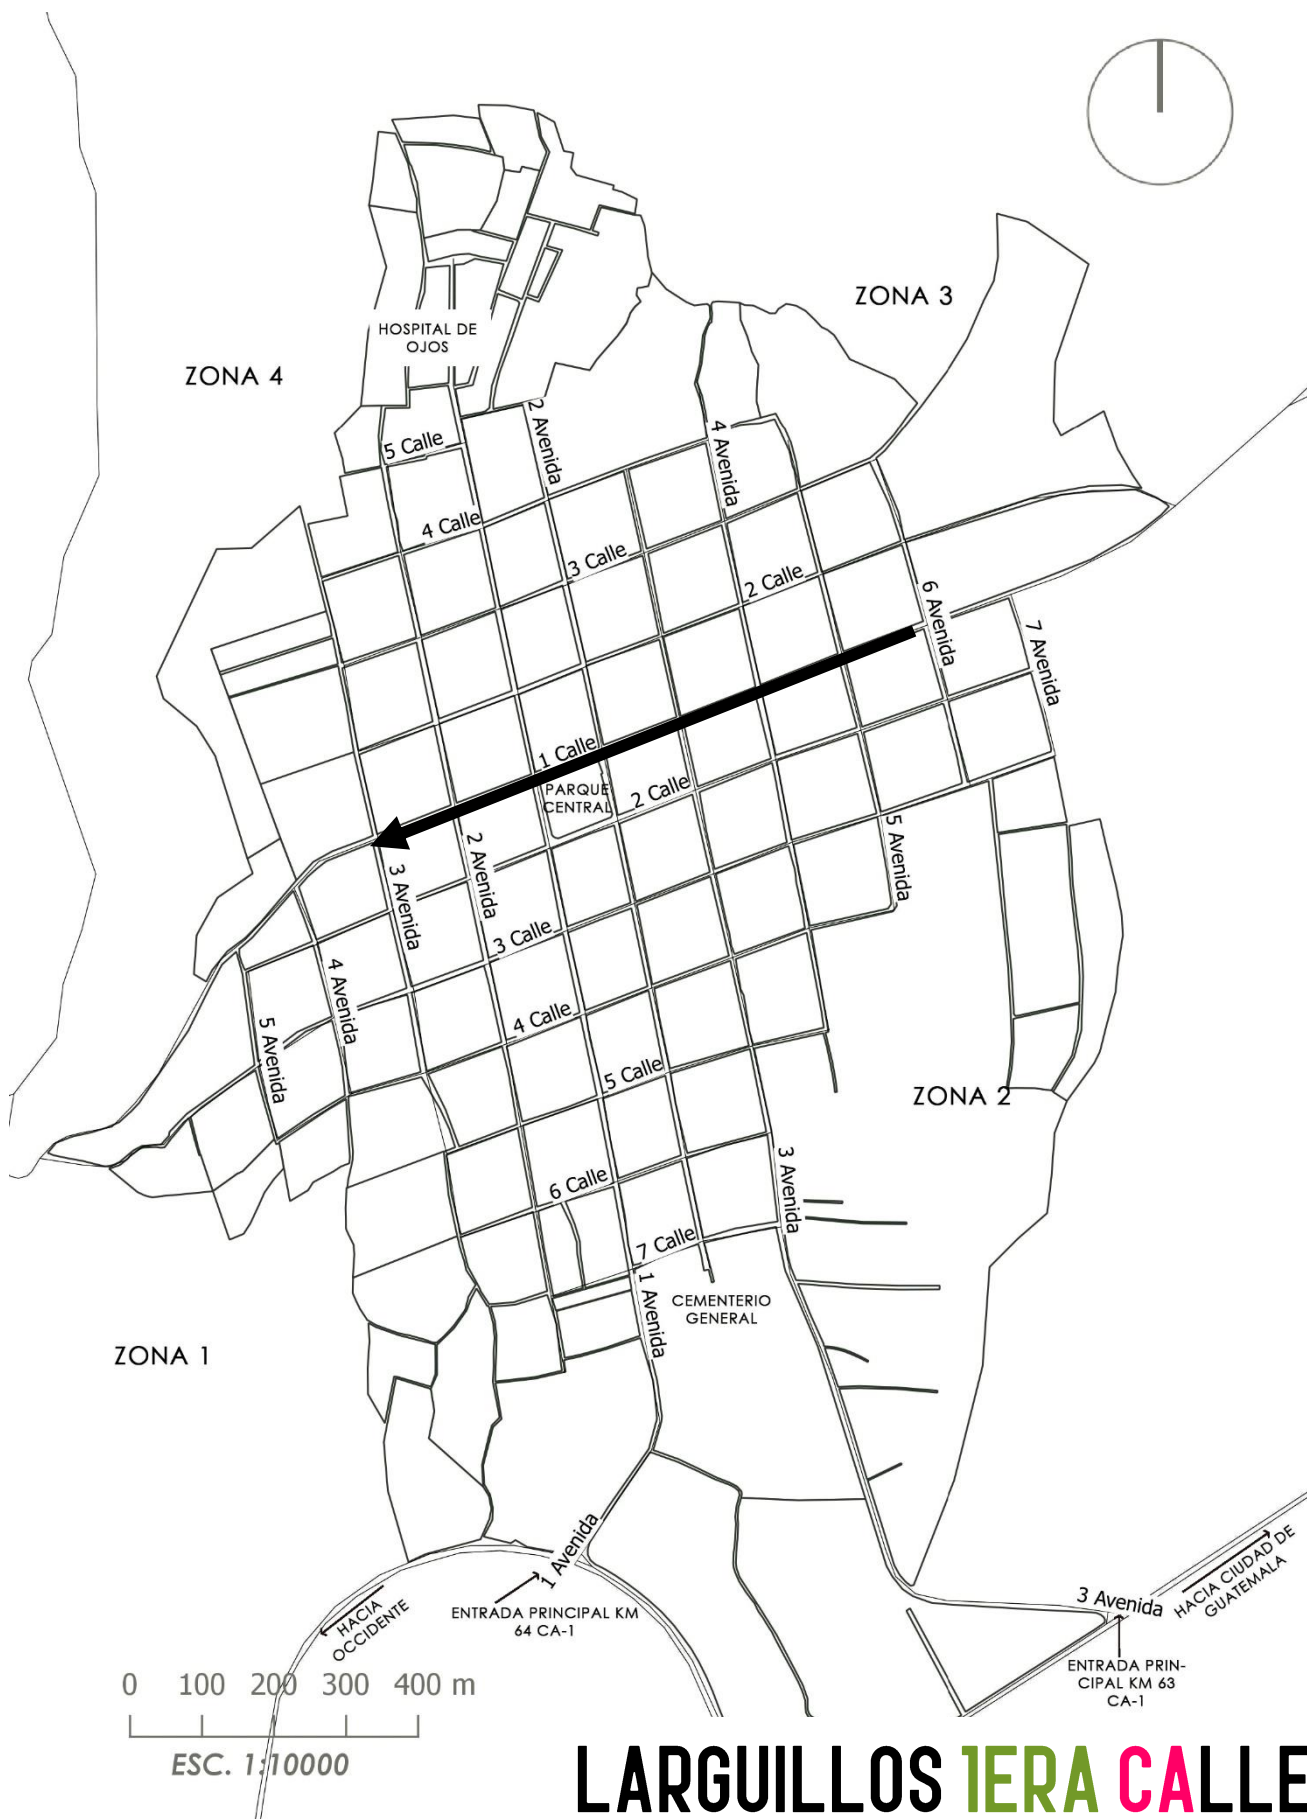 ZONA 3
HOSPITAL DE
OJOS
ZONA 4
2 Avenida
4 Avenida
5 Calle
4 Calle
3 Calle
2 Calle
6 Avenida
7 Avenida
1 Calle
PARQUE
CENTRAL
2 Calle
2 Avenida
5 Avenida
3 Avenida
3 Calle
4 Avenida
4 Calle
5 Avenida
5 Calle
ZONA 2
3 Avenida
6 Calle
7 Calle
1 Avenida
CEMENTERIO
GENERAL
ZONA 1
1 Avenida
HACIA
OCCIDENTE
ENTRADA PRINCIPAL KM
64 CA-1
3 Avenida
HACIA CIUDAD DE
GUATEMALA
ENTRADA PRIN-
CIPAL KM 63
CA-1
0 100 200 300 400 m
ESC. 1:10000
LARGUILLOS 1ERA CALLE